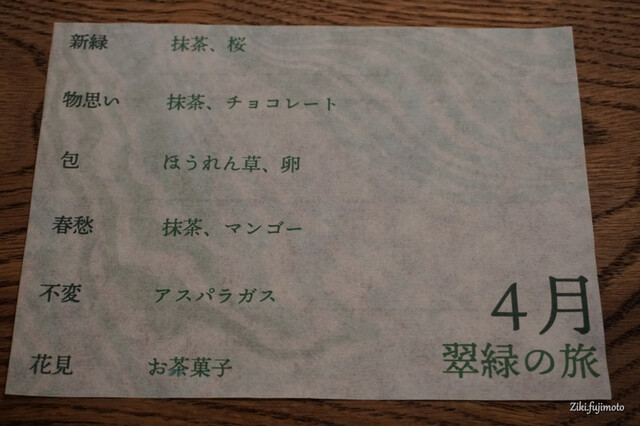 新緑 抹茶、桜
物思い 抹茶、チョコレート
包 ほうれん草、卵
春愁 抹茶、マンゴー
不変 アスパラガス
花見 お茶菓子
4月
翠緑の旅
Ziki.fujimoto